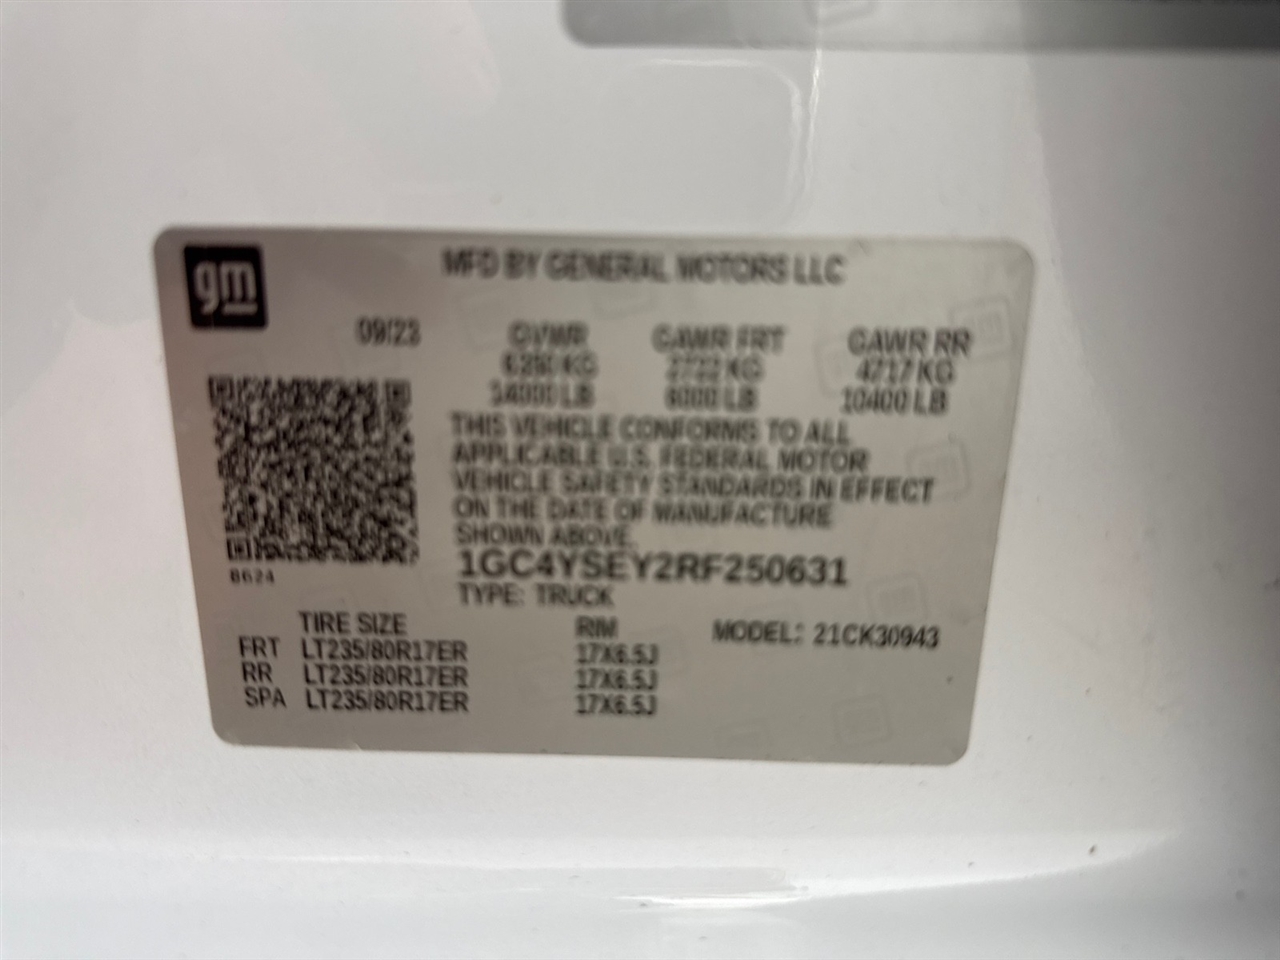 gm
MFD BY GENERAL MOTORS LLC
09/23 GVWR GAWR FRT GAWR RR
KG 2722 KG 4717 KG
14000 LB 6000 LB 10400 LB
THIS VEHICLE CONFORMS TO ALL
APPLICABLE U.S. FEDERAL MOTOR
VEHICLE SAFETY STANDARDS IN EFFECT
ON THE DATE OF MANUFACTURE
SHOWN ABOVE.
1GC4YSEY2RF250631
8624
TYPE: TRUCK
TIRE SIZE RIM MODEL: 21CK30943
FRT LT235/80R17ER 17X6.5J
RR LT235/80R17ER 17X6.5J
SPA LT235/80R17ER 17X6.5J